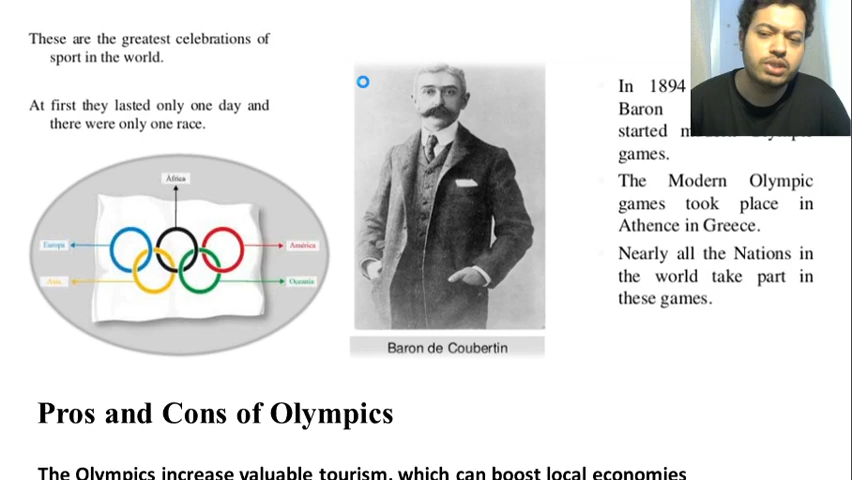 These are the greatest celebrations of
sport in the world.
At first they lasted only one day and
there were only one race.
África
Europa
América
Asia
Oceanía
Baron de Coubertin
In 1894
Baron
started
games.
The Modern Olympic
games took place in
Athence in Greece.
Nearly all the Nations in
the world take part in
these games.
Pros and Cons of Olympics
The Olympics increase valuable tourism, which can boost local economies